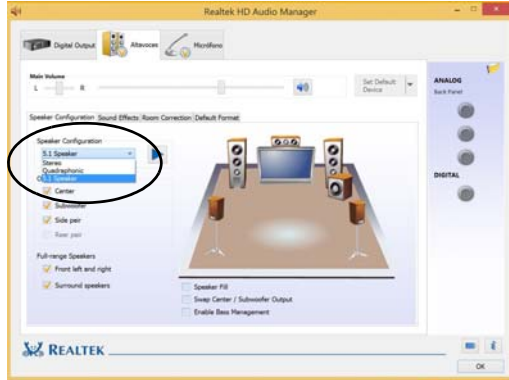 Realtek HD Audio Manager
Digital Output
Altavoces
Micrófono
Main Volume
L
R
Set Default
Device
ANALOG
Back Panel
Speaker Configuration Sound Effects Room Correction Default Format
Speaker Configuration
5.1 Speaker
Stereo
Quadraphonic
5.1 Speaker
Center
Subwoofer
Side pair
Rear pair
DIGITAL
Full-range Speakers
Front left and right
Surround speakers
Speaker Fill
Swap Center / Subwoofer Output
Enable Bass Management
REALTEK
OK